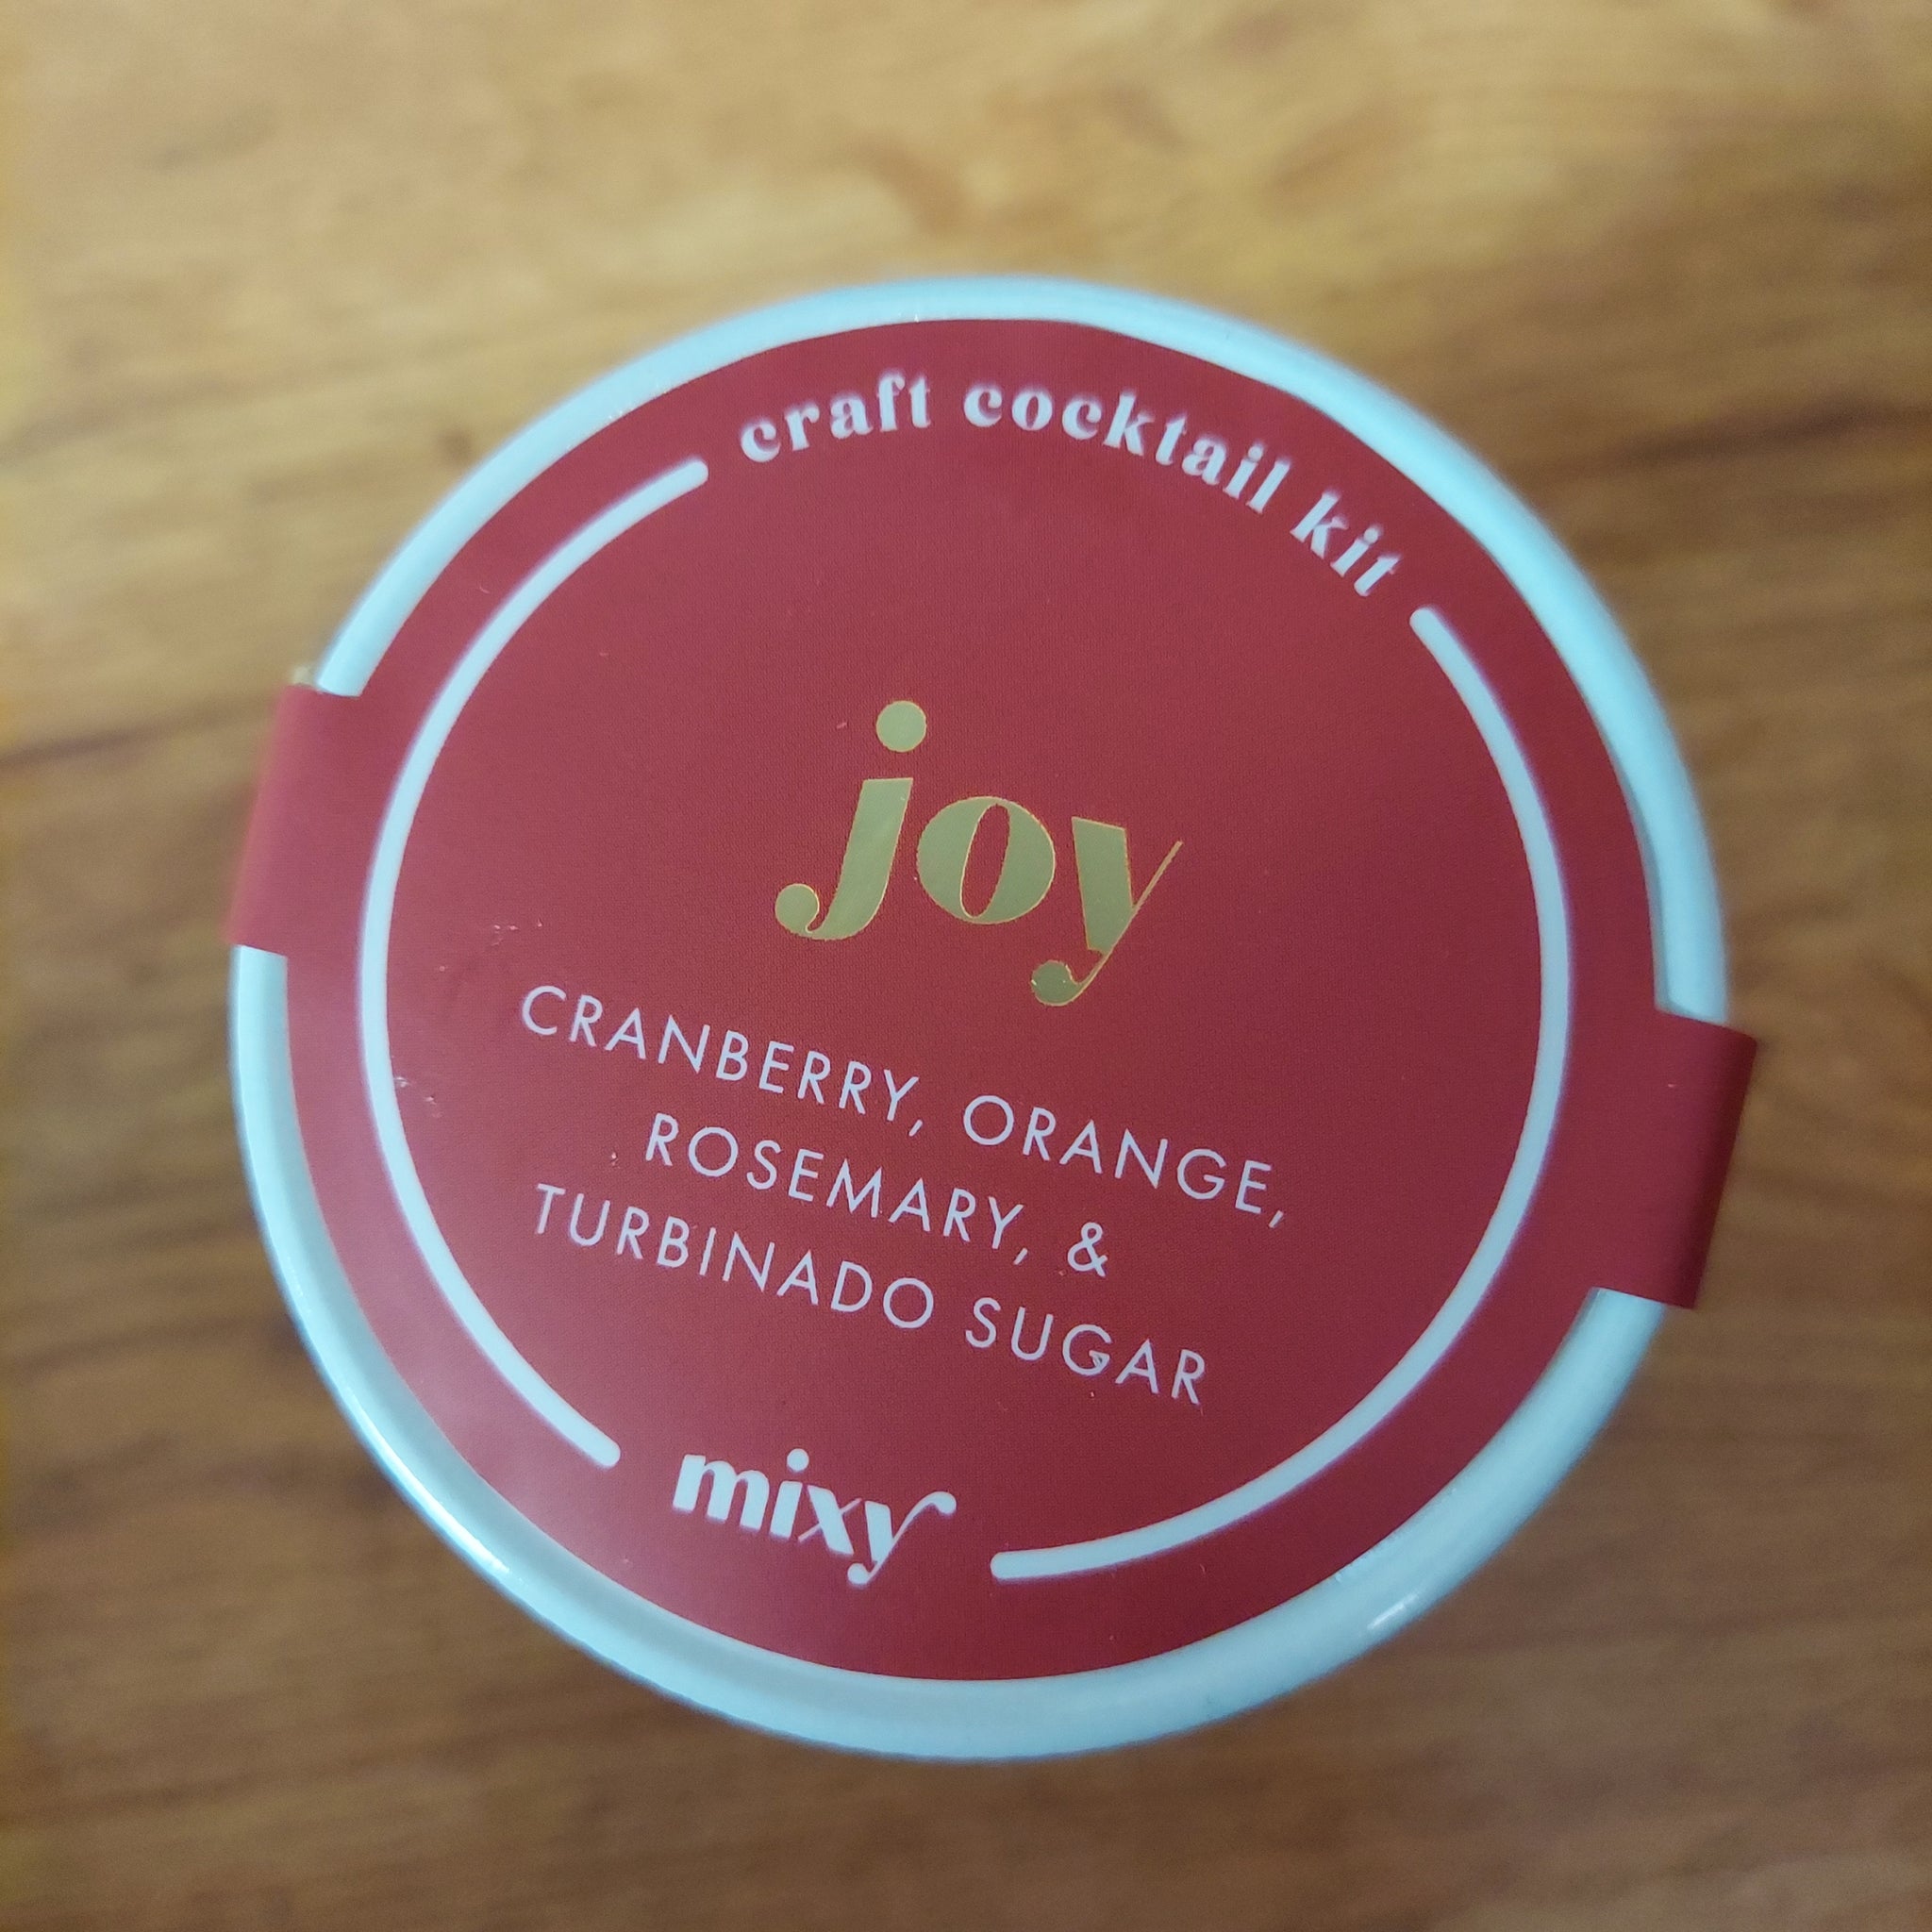 craft cocktail kit
joy
CRANBERRY, ORANGE,
ROSEMARY, &
TURBINADO SUGAR
mixy